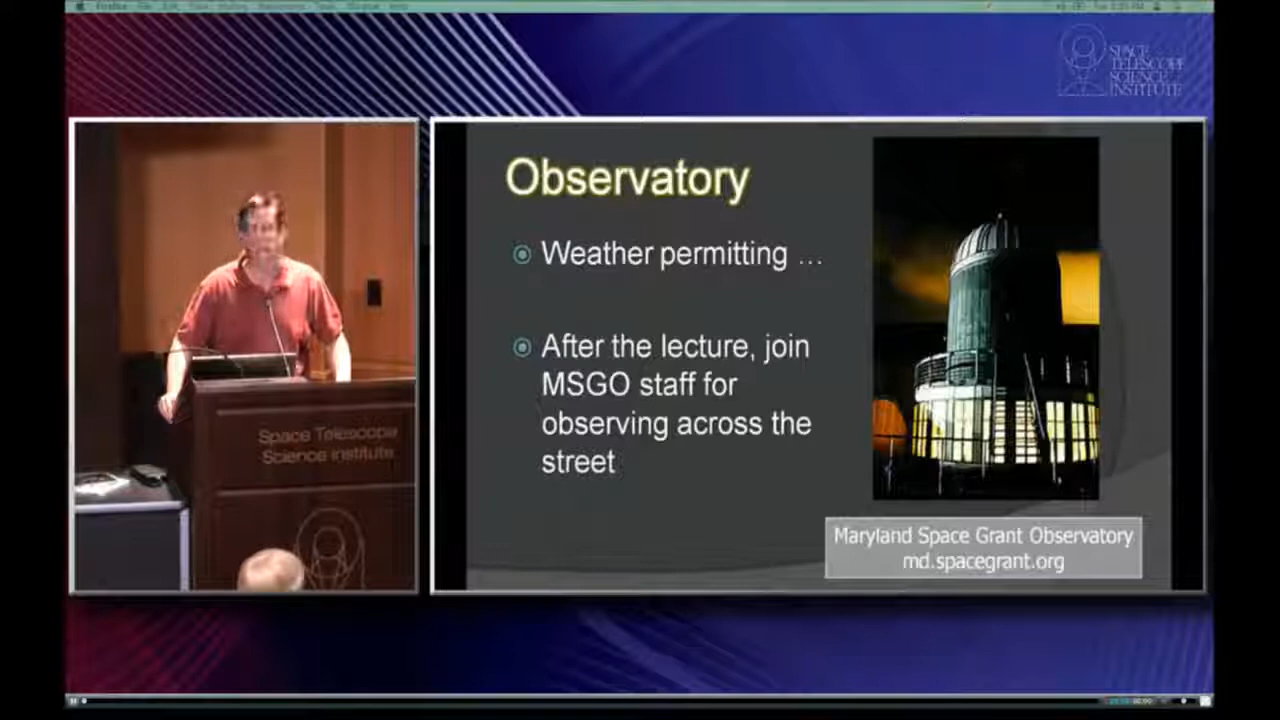 Firefox
SPACE
TELESCOPE
SCIENCE
INSTITUTE
Observatory
Weather permitting ...
After the lecture, join
MSGO staff for
observing across the
street
Space Telescope
Science Institute
Maryland Space Grant Observatory
md.spacegrant.org